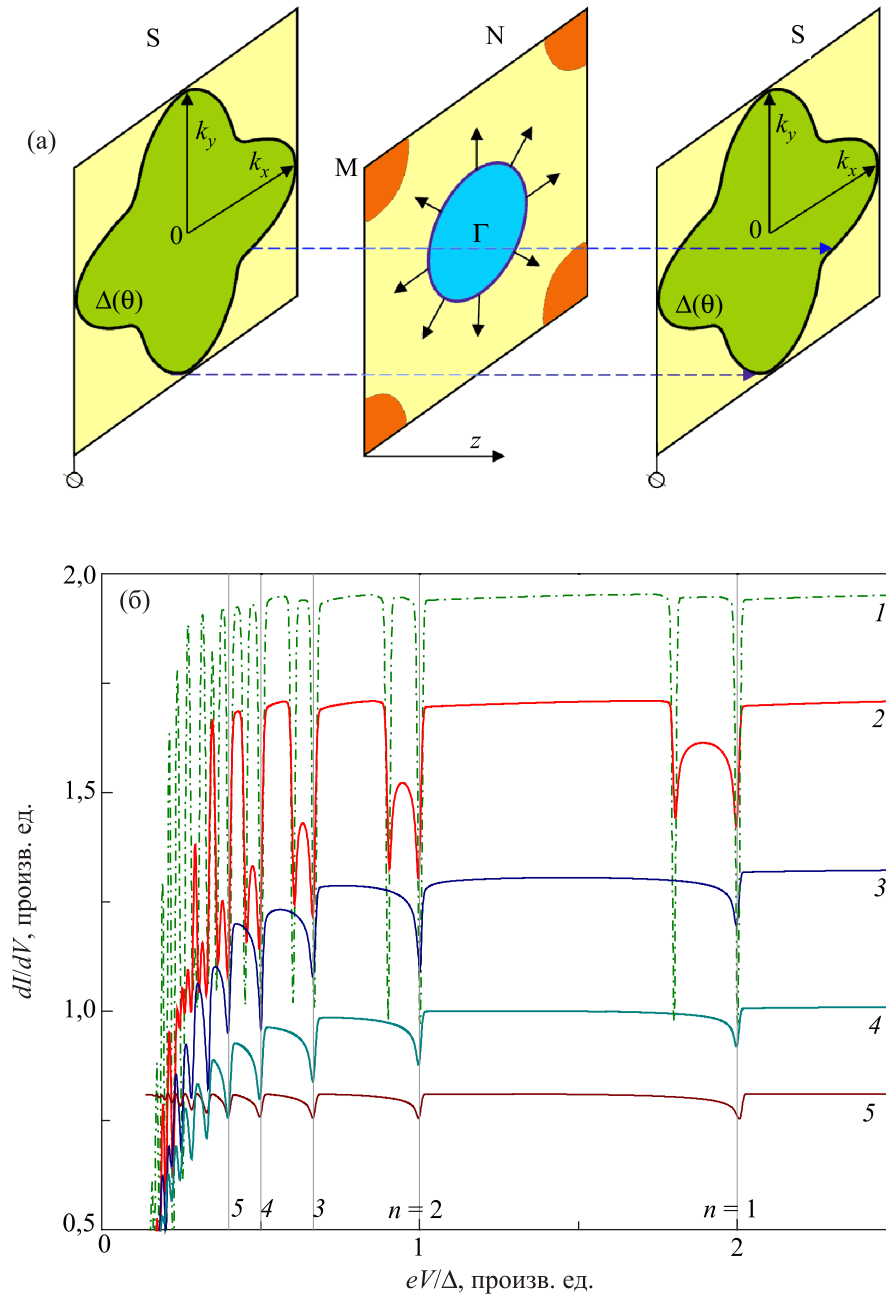 S N S
(а)
k_y k_y
M
k_x k_x
Γ
0 0
Δ(θ) Δ(θ)
z
2,0
(б)
1
2
1,5
3
1,0
4
5
0,5
5 4 3 n = 2 n = 1
0 1 2
dI/dV, произв. ед.
eV/Δ, произв. ед.